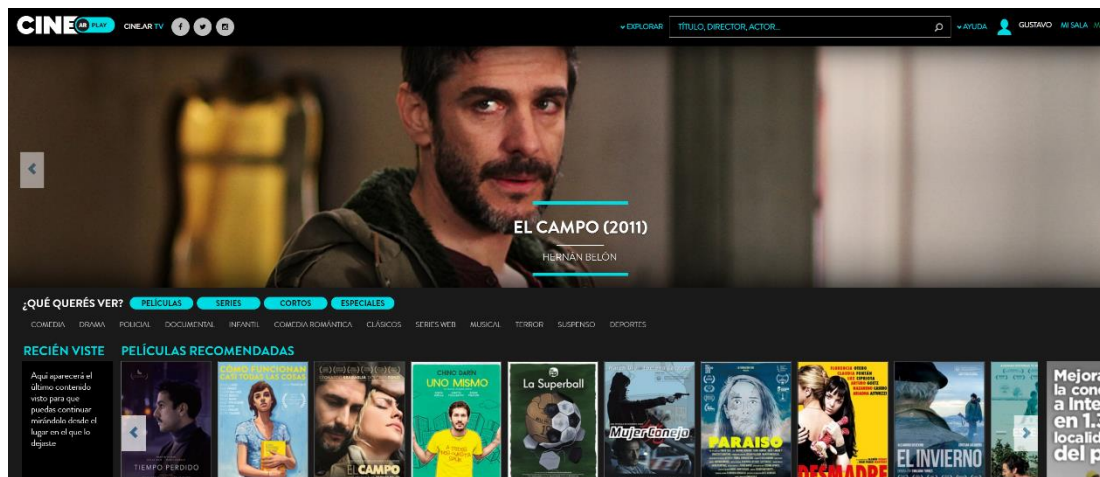 CINE AR PLAY
CINE.AR TV
EXPLORAR
TÍTULO, DIRECTOR, ACTOR...
AYUDA
GUSTAVO
MI SALA
EL CAMPO (2011)
HERNÁN BELÓN
¿QUÉ QUERÉS VER?
PELÍCULAS
SERIES
CORTOS
ESPECIALES
COMEDIA DRAMA POLICIAL DOCUMENTAL INFANTIL COMEDIA ROMÁNTICA CLÁSICOS SERIES WEB MUSICAL TERROR SUSPENSO DEPORTES
RECIÉN VISTE
Aquí aparecerá el
último contenido
visto para que
puedas continuar
mirándolo desde el
lugar en el que lo
dejaste
PELÍCULAS RECOMENDADAS
TIEMPO PERDIDO
CÓMO FUNCIONAN
CASI TODAS LAS COSAS
EL CAMPO
CHINO DARÍN
UNO MISMO
La Superball
MujerConejo
PARAISO
DESMADRE
EL INVIERNO
Mejora
la con
a Inte
en 1.3
localid
del p